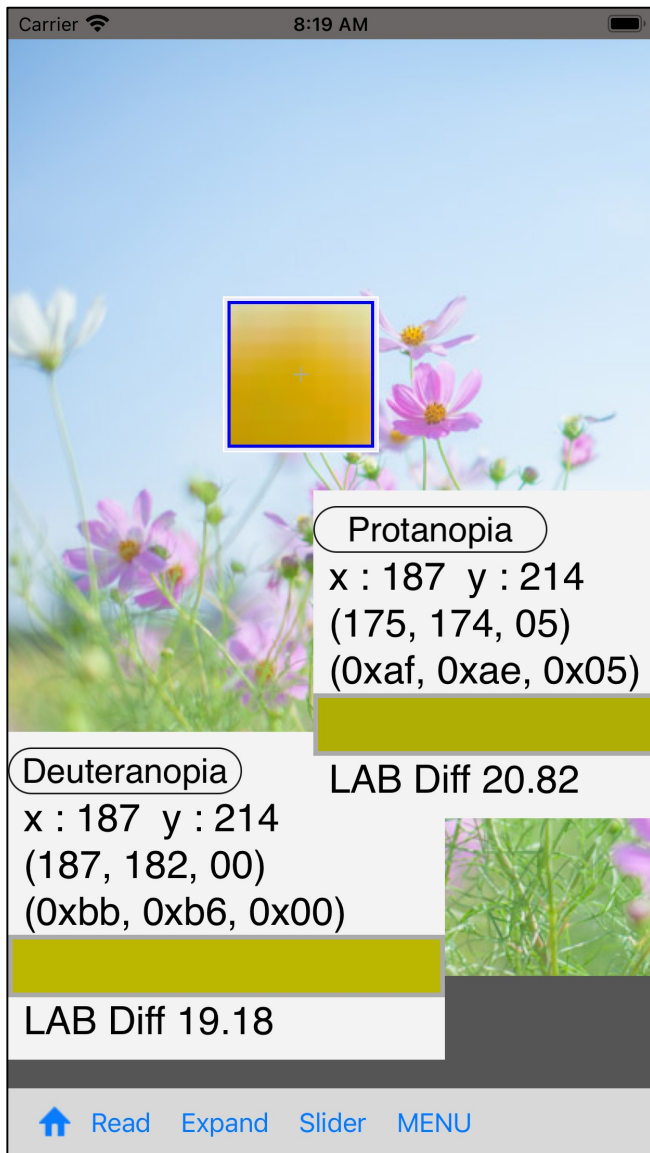 Carrier 8:19 AM
Protanopia
x : 187 y : 214
(175, 174, 05)
(0xaf, 0xae, 0x05)
LAB Diff 20.82
Deuteranopia
x : 187 y : 214
(187, 182, 00)
(0xbb, 0xb6, 0x00)
LAB Diff 19.18
Read Expand Slider MENU